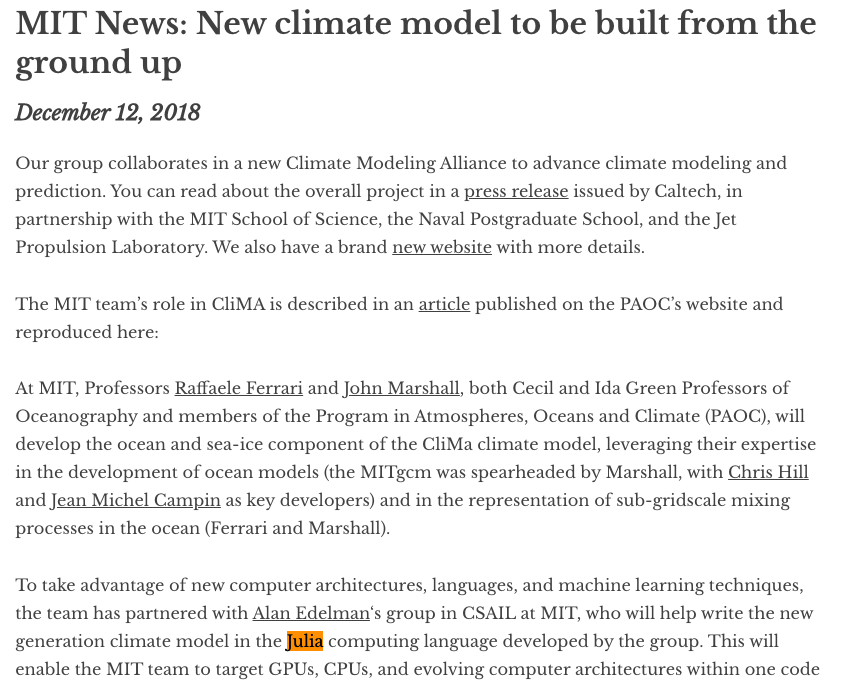 MIT News: New climate model to be built from the
ground up
December 12, 2018
Our group collaborates in a new Climate Modeling Alliance to advance climate modeling and
prediction. You can read about the overall project in a press release issued by Caltech, in
partnership with the MIT School of Science, the Naval Postgraduate School, and the Jet
Propulsion Laboratory. We also have a brand new website with more details.
The MIT team’s role in CliMA is described in an article published on the PAOC’s website and
reproduced here:
At MIT, Professors Raffaele Ferrari and John Marshall, both Cecil and Ida Green Professors of
Oceanography and members of the Program in Atmospheres, Oceans and Climate (PAOC), will
develop the ocean and sea-ice component of the CliMa climate model, leveraging their expertise
in the development of ocean models (the MITgcm was spearheaded by Marshall, with Chris Hill
and Jean Michel Campin as key developers) and in the representation of sub-gridscale mixing
processes in the ocean (Ferrari and Marshall).
To take advantage of new computer architectures, languages, and machine learning techniques,
the team has partnered with Alan Edelman‘s group in CSAIL at MIT, who will help write the new
generation climate model in the Julia computing language developed by the group. This will
enable the MIT team to target GPUs, CPUs, and evolving computer architectures within one code